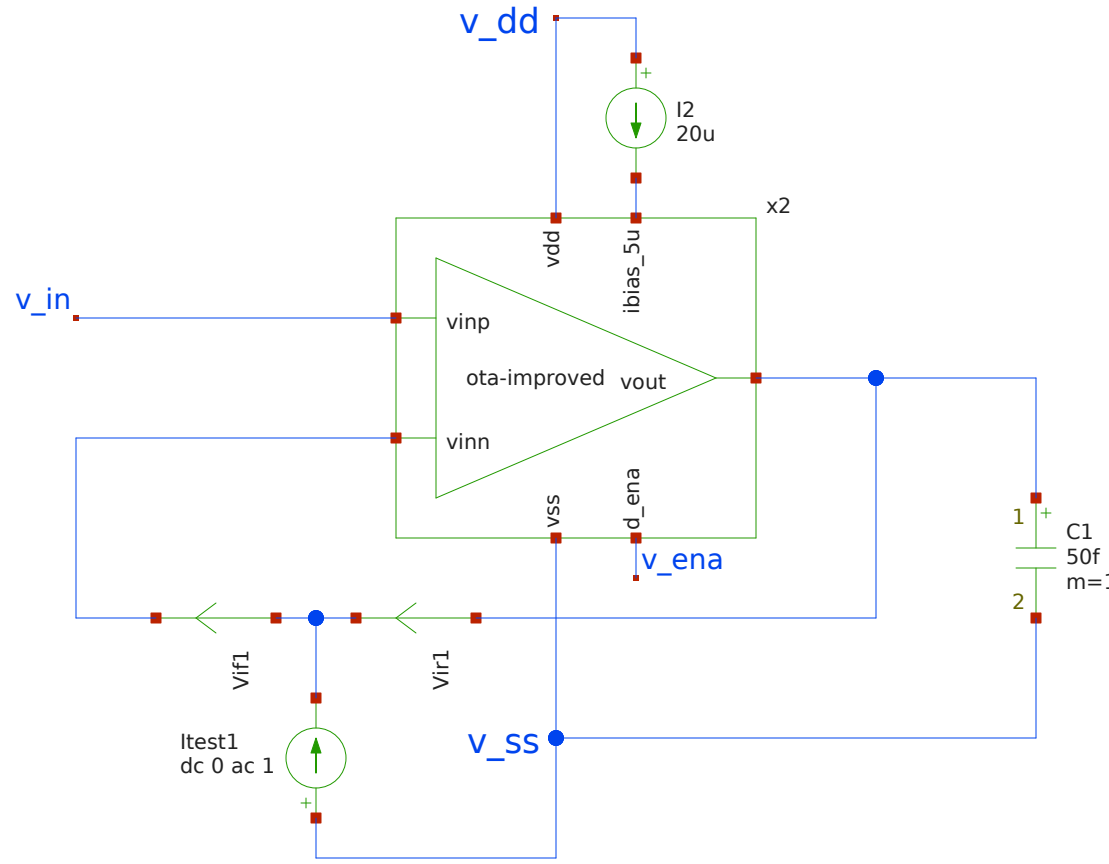 v_dd
+
I2
20u
x2
vdd
ibias_5u
v_in
vinp
ota-improved
vout
vinn
vss
d_ena
v_ena
1
+
C1
50f
2
Vif1
Vir1
Itest1
dc 0 ac 1
+
v_ss